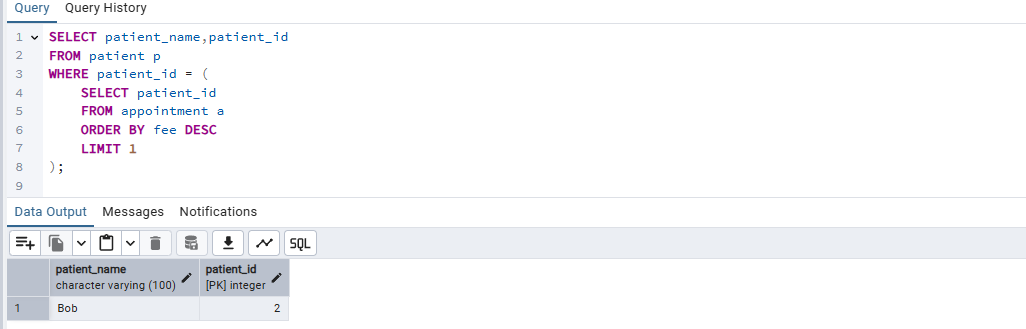 Query Query History
1 SELECT patient_name,patient_id
2 FROM patient p
3 WHERE patient_id = (
4 SELECT patient_id
5 FROM appointment a
6 ORDER BY fee DESC
7 LIMIT 1
8 );
9
Data Output Messages Notifications
SQL
patient_name patient_id
character varying (100) [PK] integer
1 Bob 2